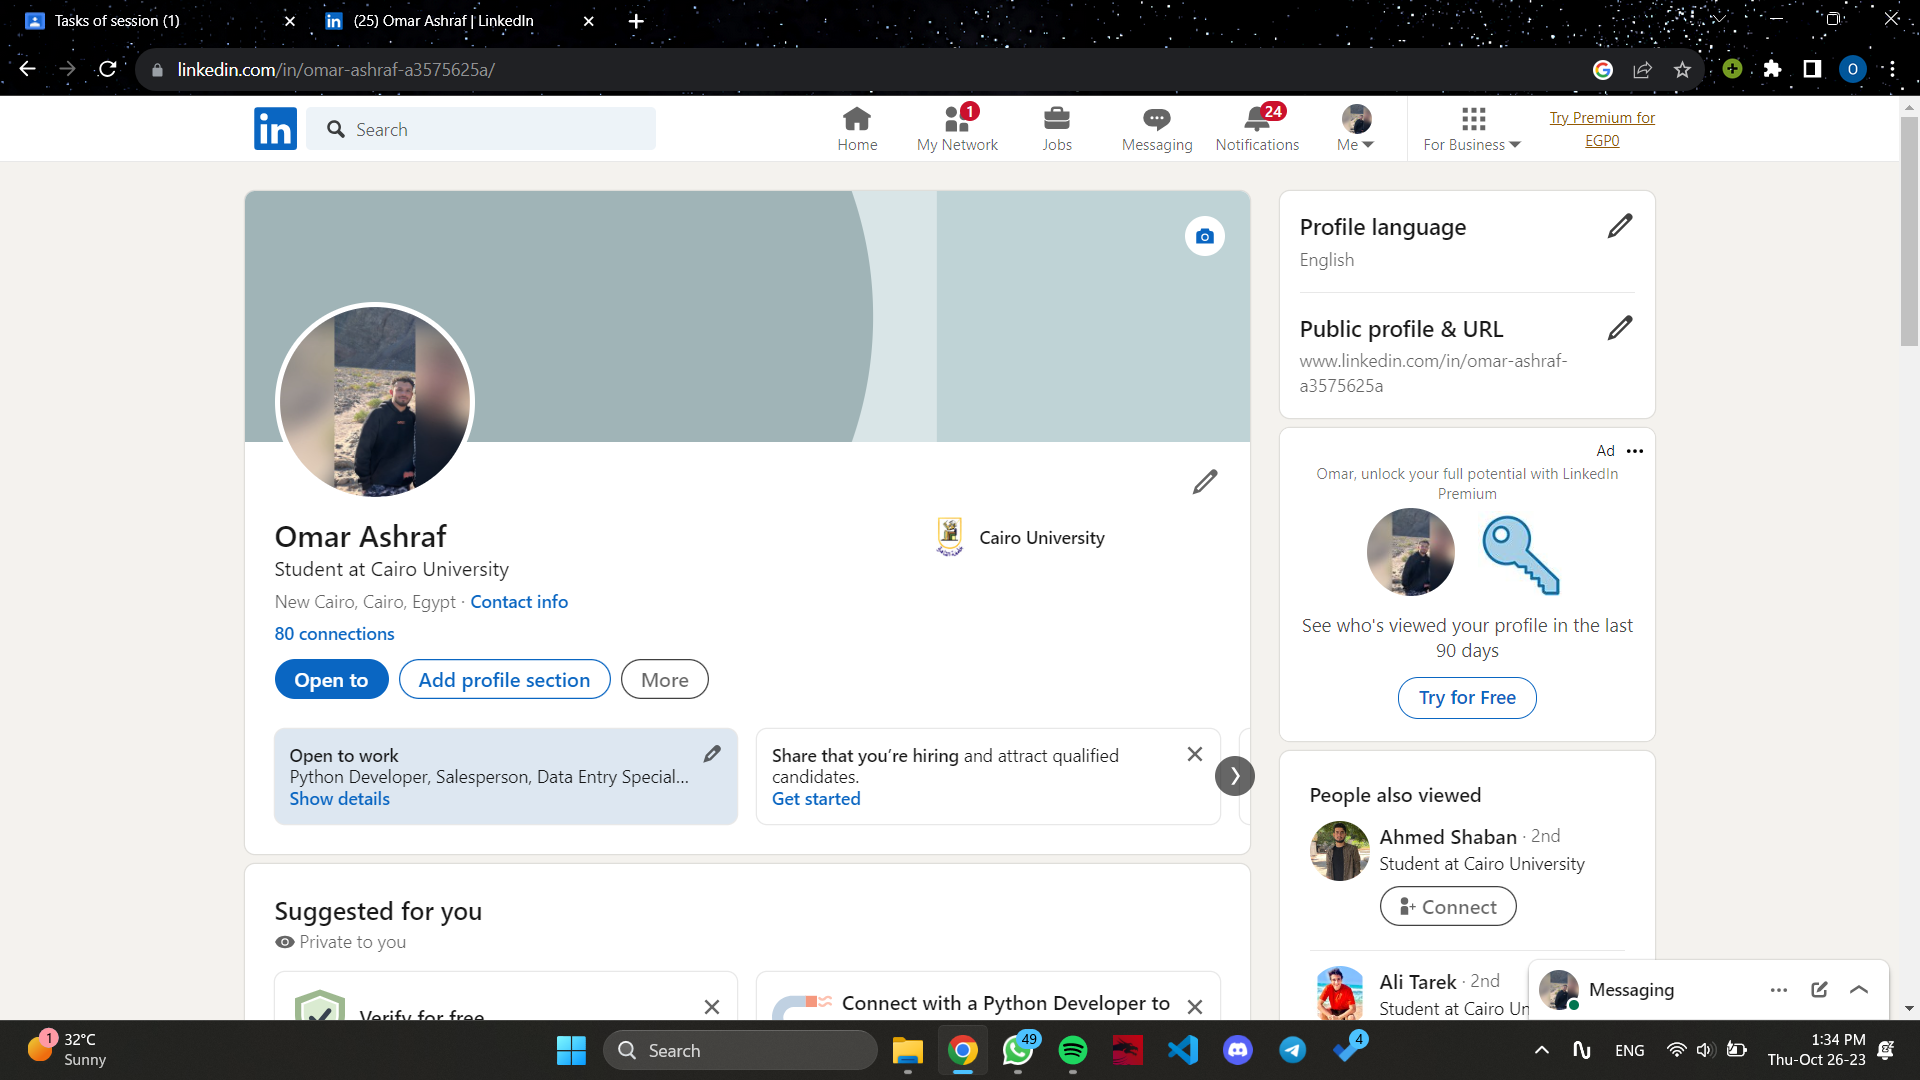 Tasks of session (1)
(25) Omar Ashraf | LinkedIn
linkedin.com/in/omar-ashraf-a3575625a/
O
in
Search
Home
1
My Network
Jobs
Messaging
24
Notifications
Me
For Business
Try Premium for
EGP0
Omar Ashraf
Student at Cairo University
New Cairo, Cairo, Egypt · Contact info
80 connections
Cairo University
Open to
Add profile section
More
Open to work
Python Developer, Salesperson, Data Entry Special...
Show details
Share that you’re hiring and attract qualified
candidates.
Get started
Suggested for you
Private to you
Verify for free
Connect with a Python Developer to
Profile language
English
Public profile & URL
www.linkedin.com/in/omar-ashraf-
a3575625a
Ad
Omar, unlock your full potential with LinkedIn
Premium
See who's viewed your profile in the last
90 days
Try for Free
People also viewed
Ahmed Shaban · 2nd
Student at Cairo University
Connect
Ali Tarek · 2nd
Student at Cairo Un
Messaging
1
32°C
Sunny
Search
49
4
ENG
1:34 PM
Thu-Oct 26-23